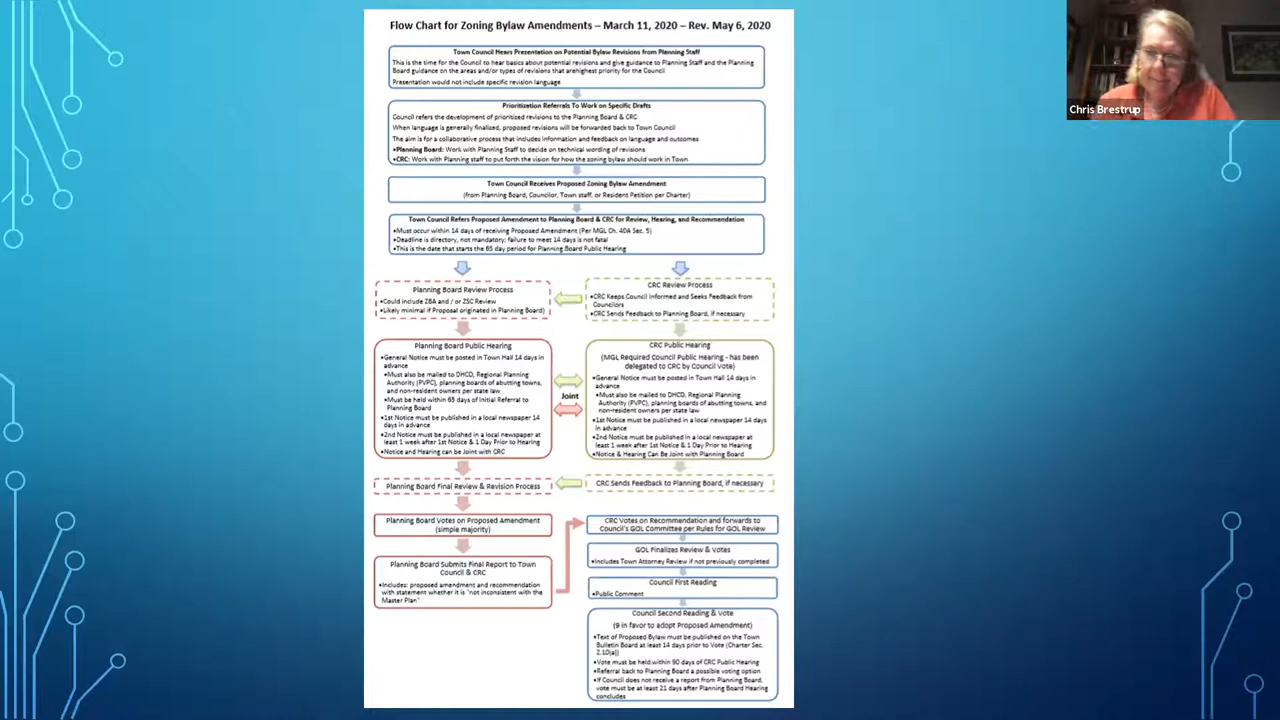 Flow Chart for Zoning Bylaw Amendments – March 11, 2020 – Rev. May 6, 2020
Town Council Hears Presentation on Potential Bylaw Revisions from Planning Staff
This is the time for the Council to hear basics about potential revisions and give guidance to Planning Staff and the Planning
Board guidance on the areas and/or types of revisions that arehighest priority for the Council
Presentation would not include specific revision language
Prioritization Referrals To Work on Specific Drafts
Council refers the development of prioritized revisions to the Planning Board & CRC
When language is generally finalized, proposed revisions will be forwarded back to Town Council
The aim is for a collaborative process that includes information and feedback on language and outcomes
•Planning Board: Work with Planning Staff to decide on technical wording of revisions
•CRC: Work with Planning staff to put forth the vision for how the zoning bylaw should work in Town
Town Council Receives Proposed Zoning Bylaw Amendment
(from Planning Board, Councilor, Town staff, or Resident Petition per Charter)
Town Council Refers Proposed Amendment to Planning Board & CRC for Review, Hearing, and Recommendation
•Must occur within 14 days of receiving Proposed Amendment (Per MGL Ch. 40A Sec. 5)
•Deadline is directory, not mandatory; failure to meet 14 days is not fatal
•This is the date that starts the 65 day period for Planning Board Public Hearing
Planning Board Review Process
•Could include ZBA and / or ZSC Review
•Likely minimal if Proposal originated in Planning Board)
CRC Review Process
•CRC Keeps Council Informed and Seeks Feedback from
Councilors
•CRC Sends Feedback to Planning Board, if necessary
Planning Board Public Hearing
•General Notice must be posted in Town Hall 14 days in
advance
•Must also be mailed to DHCD, Regional Planning
Authority (PVPC), planning boards of abutting towns,
and non-resident owners per state law
•Must be held within 65 days of Initial Referral to
Planning Board
•1st Notice must be published in a local newspaper 14
days in advance
•2nd Notice must be published in a local newspaper at
least 1 week after 1st Notice & 1 Day Prior to Hearing
•Notice and Hearing can be Joint with CRC
Joint
CRC Public Hearing
(MGL Required Council Public Hearing - has been
delegated to CRC by Council Vote)
•General Notice must be posted in Town Hall 14 days in
advance
•Must also be mailed to DHCD, Regional Planning
Authority (PVPC), planning boards of abutting towns, and
non-resident owners per state law
•1st Notice must be published in a local newspaper 14 days
in advance
•2nd Notice must be published in a local newspaper at
least 1 week after 1st Notice & 1 Day Prior to Hearing
•Notice & Hearing Can Be Joint with Planning Board
Planning Board Final Review & Revision Process
CRC Sends Feedback to Planning Board, if necessary
Planning Board Votes on Proposed Amendment
(simple majority)
Planning Board Submits Final Report to Town
Council & CRC
•Includes: proposed amendment and recommendation
with statement whether it is "not inconsistent with the
Master Plan"
CRC Votes on Recommendation and forwards to
Council's GOL Committee per Rules for GOL Review
GOL Finalizes Review & Votes
•Includes Town Attorney Review if not previously completed
Council First Reading
•Public Comment
Council Second Reading & Vote
(9 in favor to adopt Proposed Amendment)
•Text of Proposed Bylaw must be published on the Town
Bulletin Board at least 14 days prior to Vote (Charter Sec.
2.10(a))
•Vote must be held within 90 days of CRC Public Hearing
•Referral back to Planning Board a possible voting option
•If Council does not receive a report from Planning Board,
vote must be at least 21 days after Planning Board Hearing
concludes
Chris Brestrup